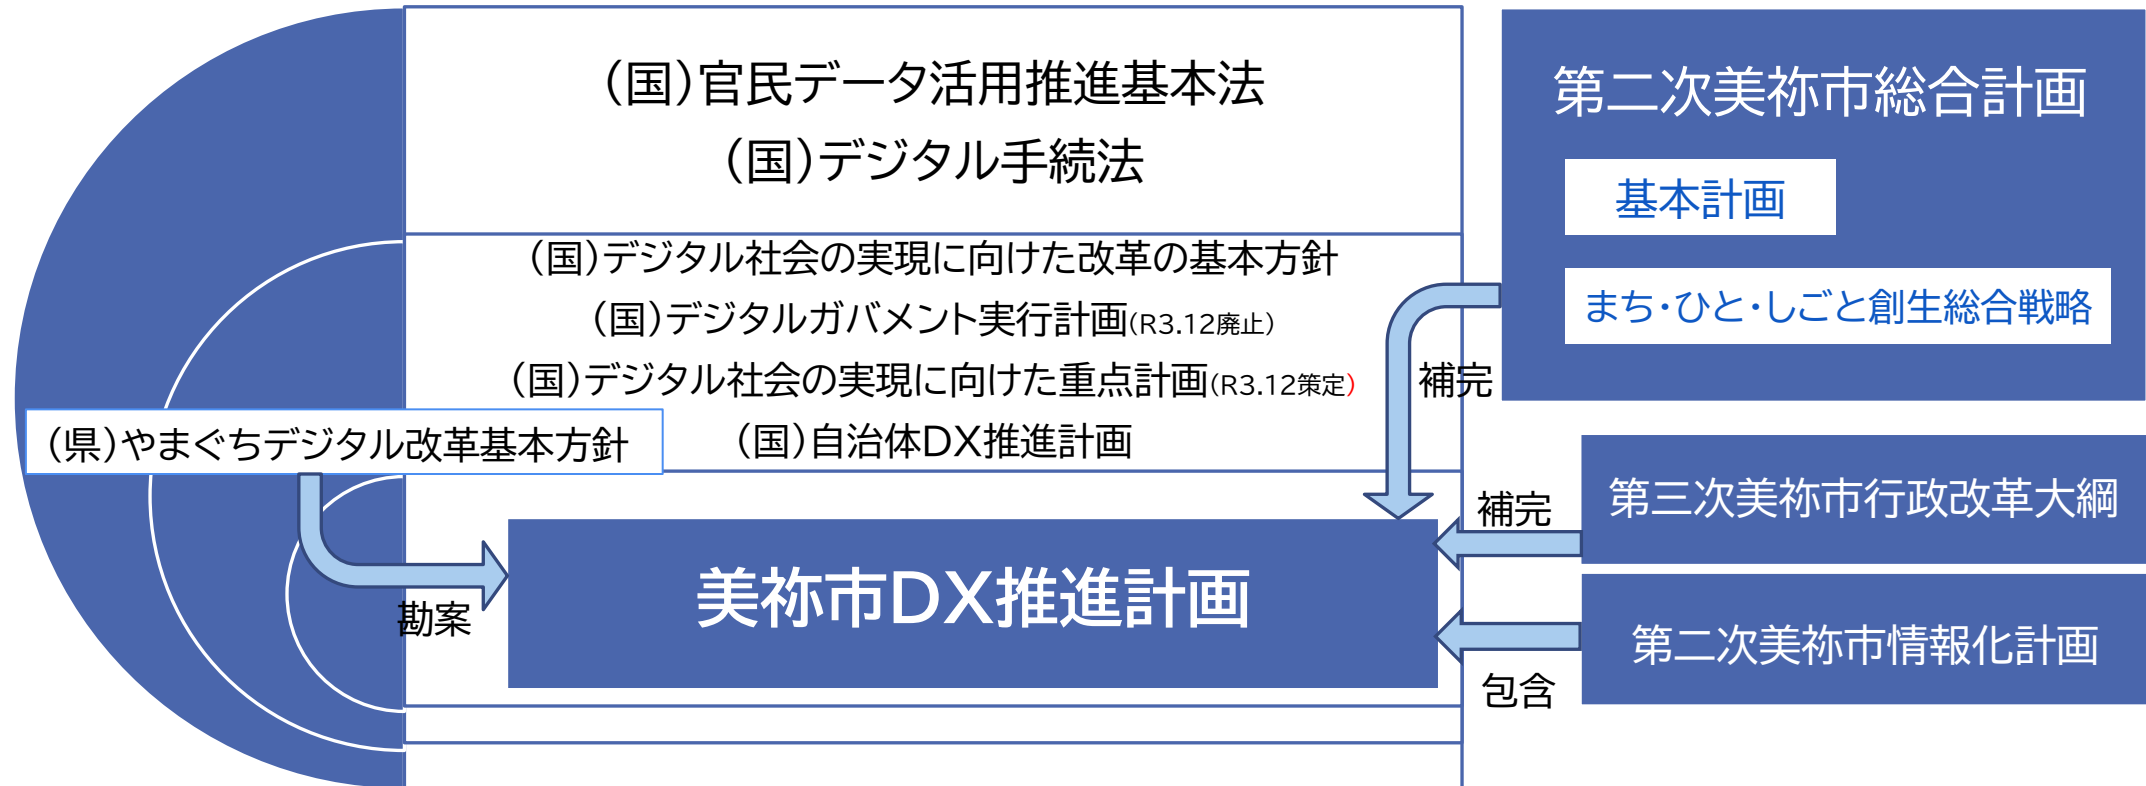 (国)官民データ活用推進基本法
(国)デジタル手続法
(国)デジタル社会の実現に向けた改革の基本方針
(国)デジタルガバメント実行計画(R3.12廃止)
(国)デジタル社会の実現に向けた重点計画(R3.12策定)
(国)自治体DX推進計画
(県)やまぐちデジタル改革基本方針
勘案
美祢市DX推進計画
第二次美祢市総合計画
基本計画
まち・ひと・しごと創生総合戦略
補完
第三次美祢市行政改革大綱
補完
第二次美祢市情報化計画
包含